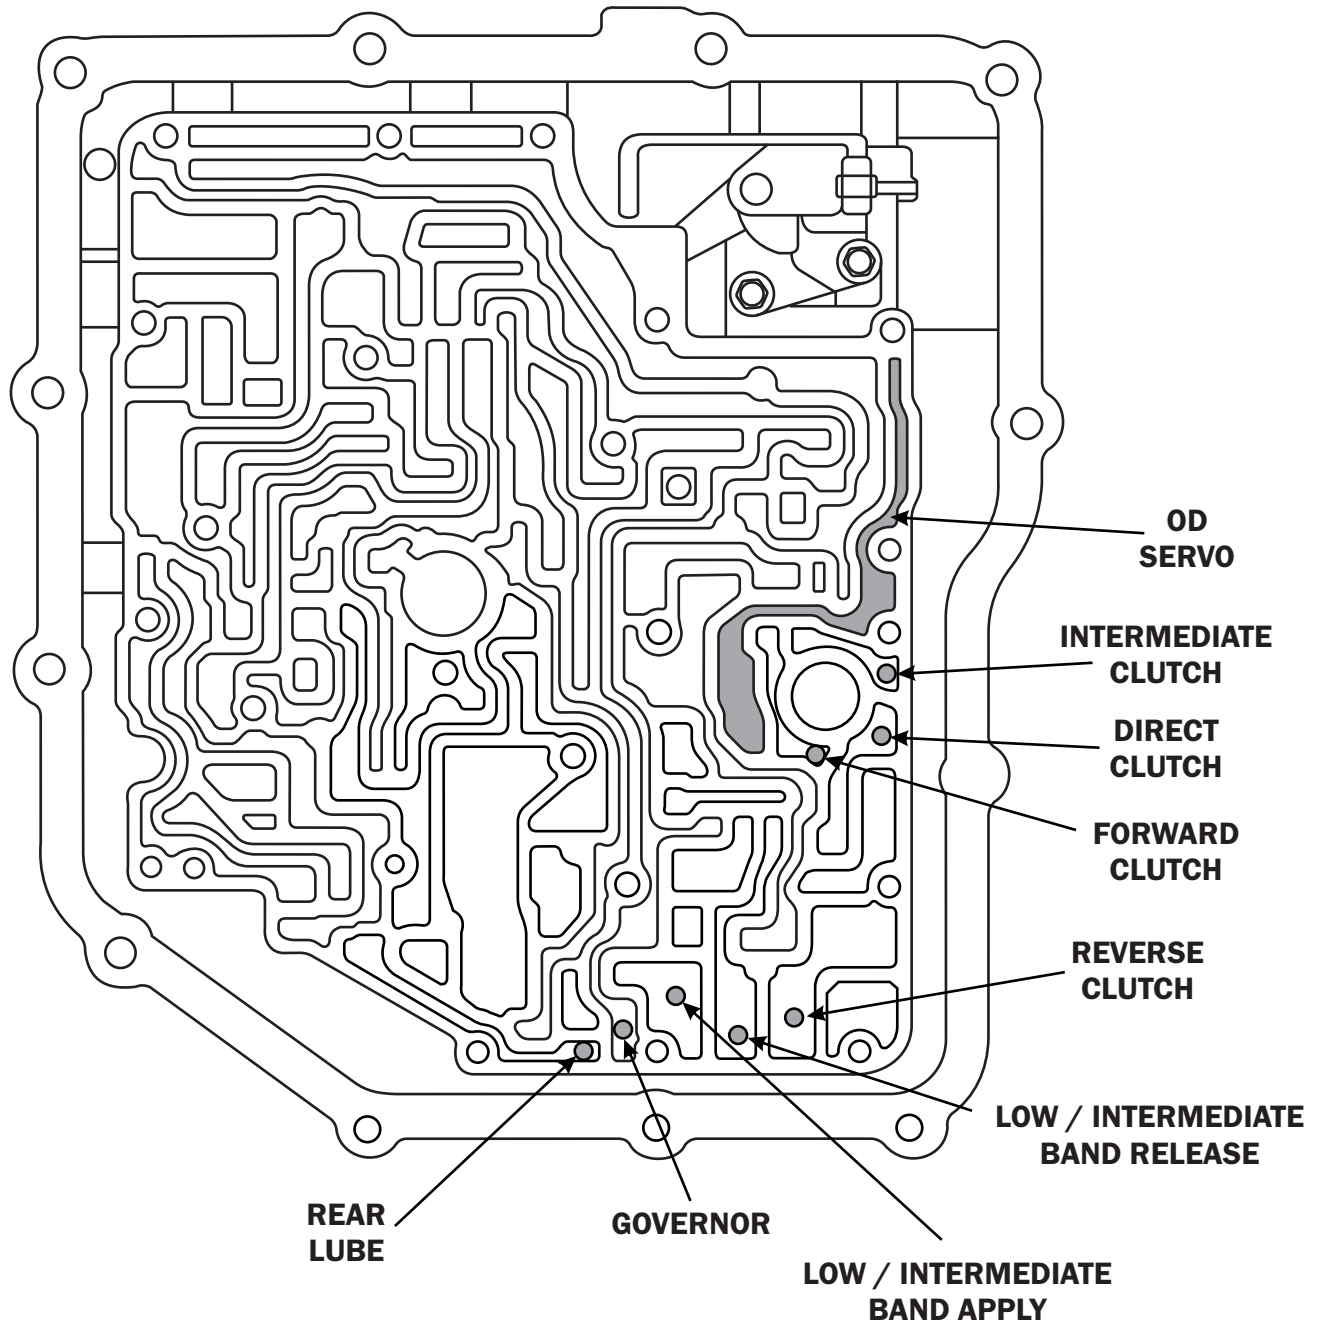 OD
SERVO
INTERMEDIATE
CLUTCH
DIRECT
CLUTCH
FORWARD
CLUTCH
REVERSE
CLUTCH
LOW / INTERMEDIATE
BAND RELEASE
REAR
LUBE
GOVERNOR
LOW / INTERMEDIATE
BAND APPLY